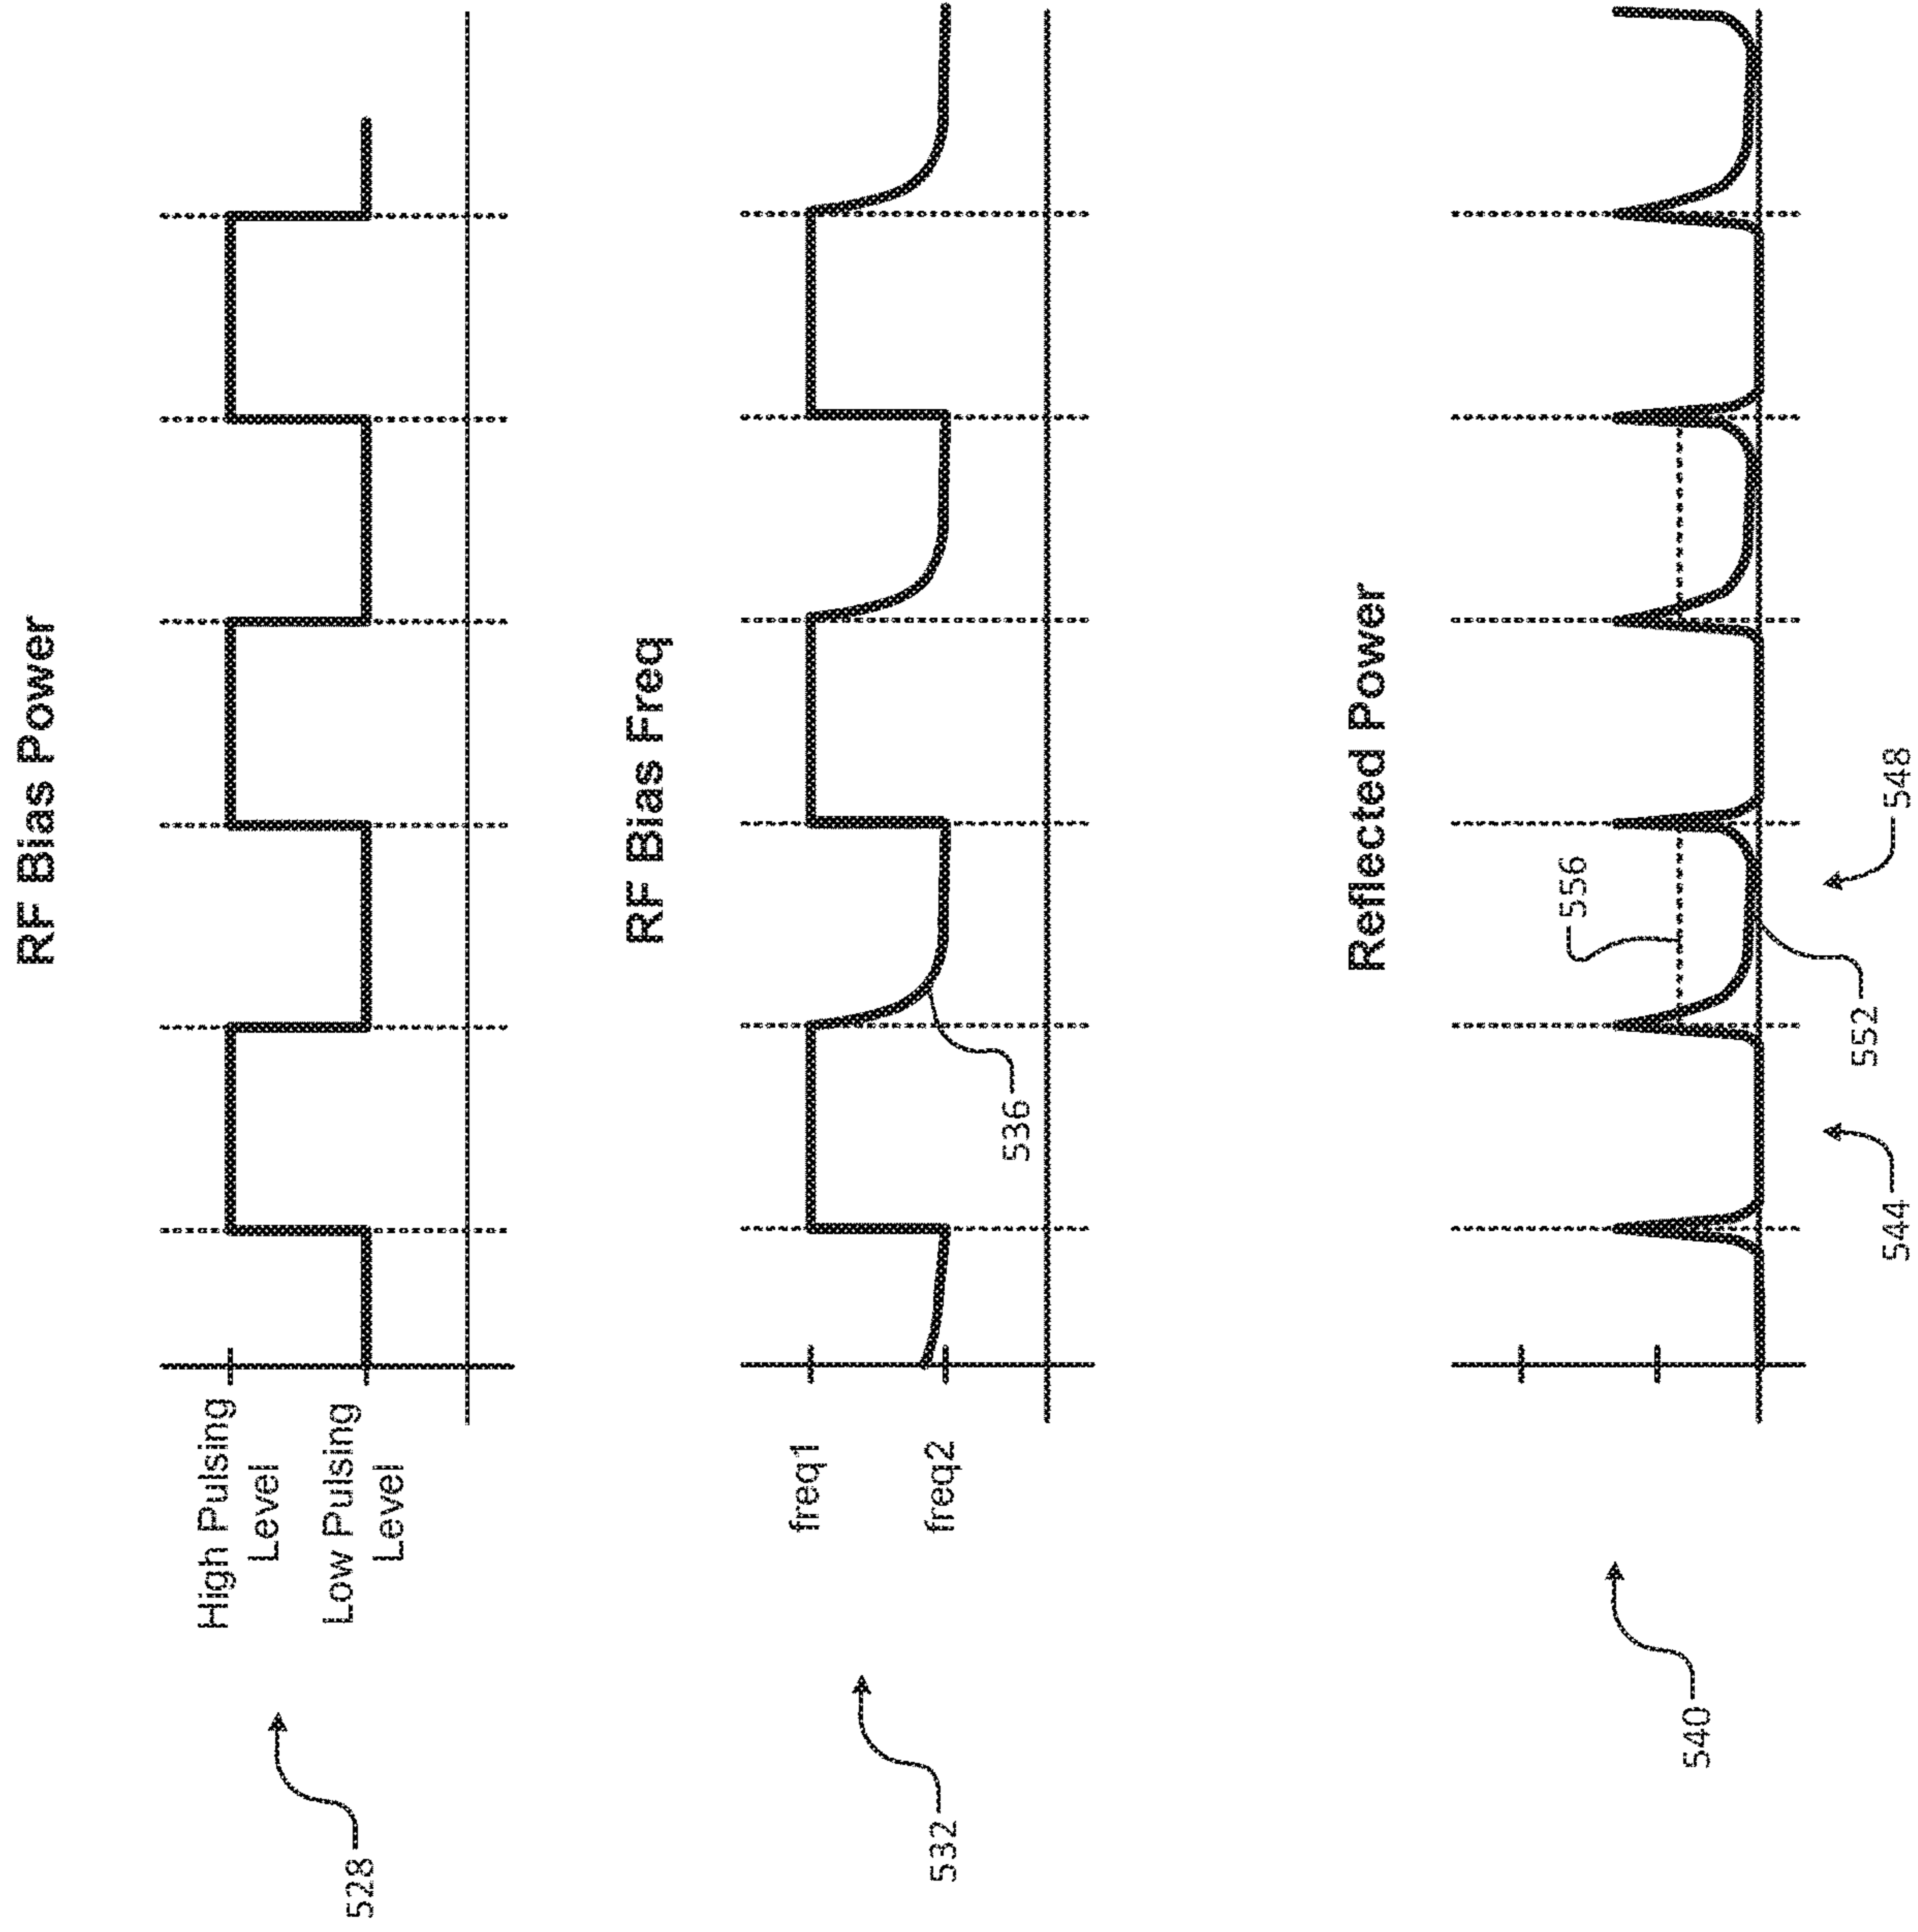 RF Bias Power
High Pulsing
Level
Low Pulsing
Level
528
RF Bias Freq
freq1
freq2
536
532
Reflected Power
556
548
552
544
540